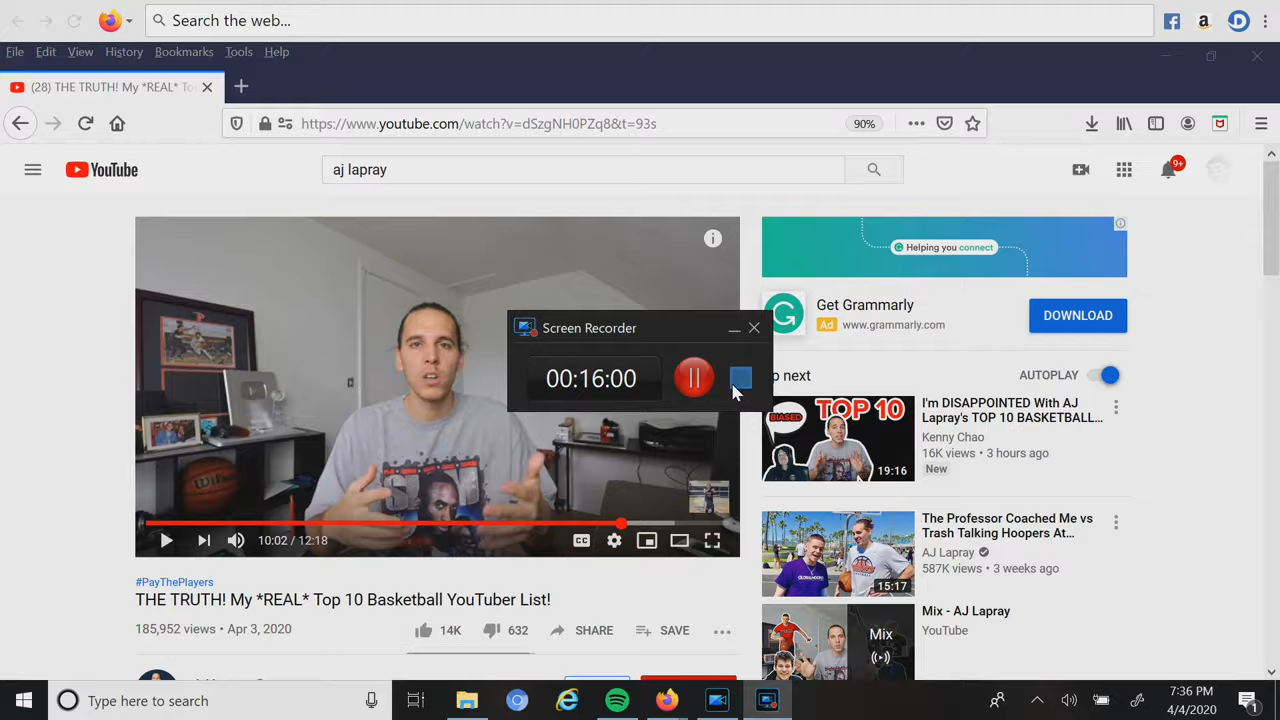 Search the web...
File Edit View History Bookmarks Tools Help
(28) THE TRUTH! My *REAL* To
https://www.youtube.com/watch?v=dSzgNH0PZq8&t=93s
90%
YouTube
aj lapray
9+
Helping you connect
Get Grammarly
Ad www.grammarly.com
DOWNLOAD
Screen Recorder
00:16:00
p next
AUTOPLAY
BIASED
TOP 10
19:16
I'm DISAPPOINTED With AJ
Lapray's TOP 10 BASKETBALL...
Kenny Chao
16K views • 3 hours ago
New
Wilson
10:02 / 12:18
CC
15:17
The Professor Coached Me vs
Trash Talking Hoopers At...
AJ Lapray
587K views • 3 weeks ago
#PayThePlayers
THE TRUTH! My *REAL* Top 10 Basketball YouTuber List!
185,952 views • Apr 3, 2020
14K
632
SHARE
SAVE
Mix
Mix - AJ Lapray
YouTube
Type here to search
7:36 PM
4/4/2020
1